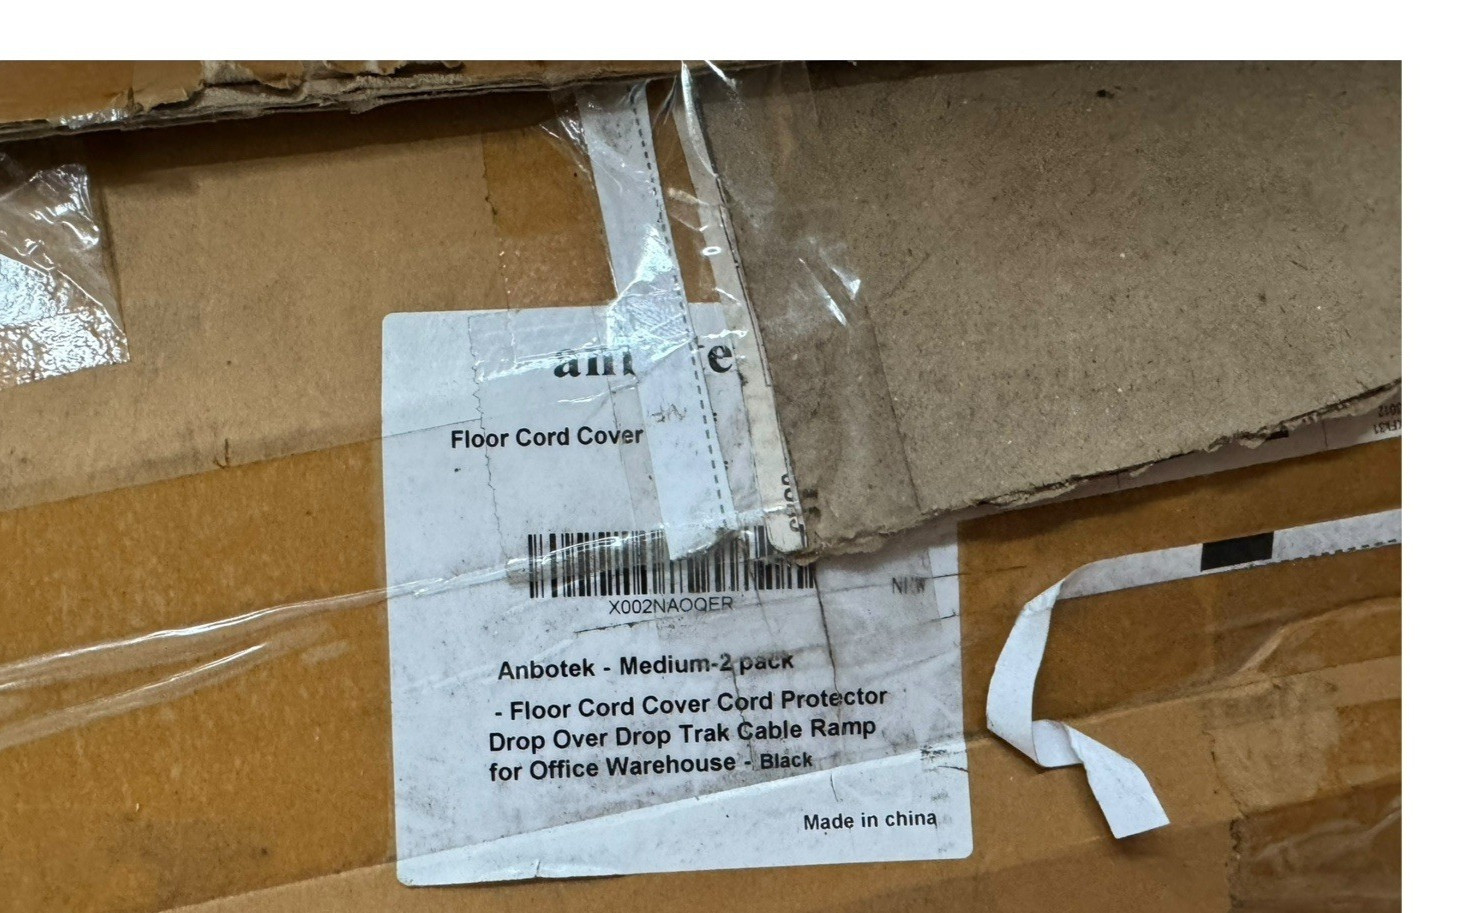 Floor Cord Cover
X002NAOQER
Anbotek - Medium-2 pack
- Floor Cord Cover Cord Protector
Drop Over Drop Trak Cable Ramp
for Office Warehouse - Black
Made in china